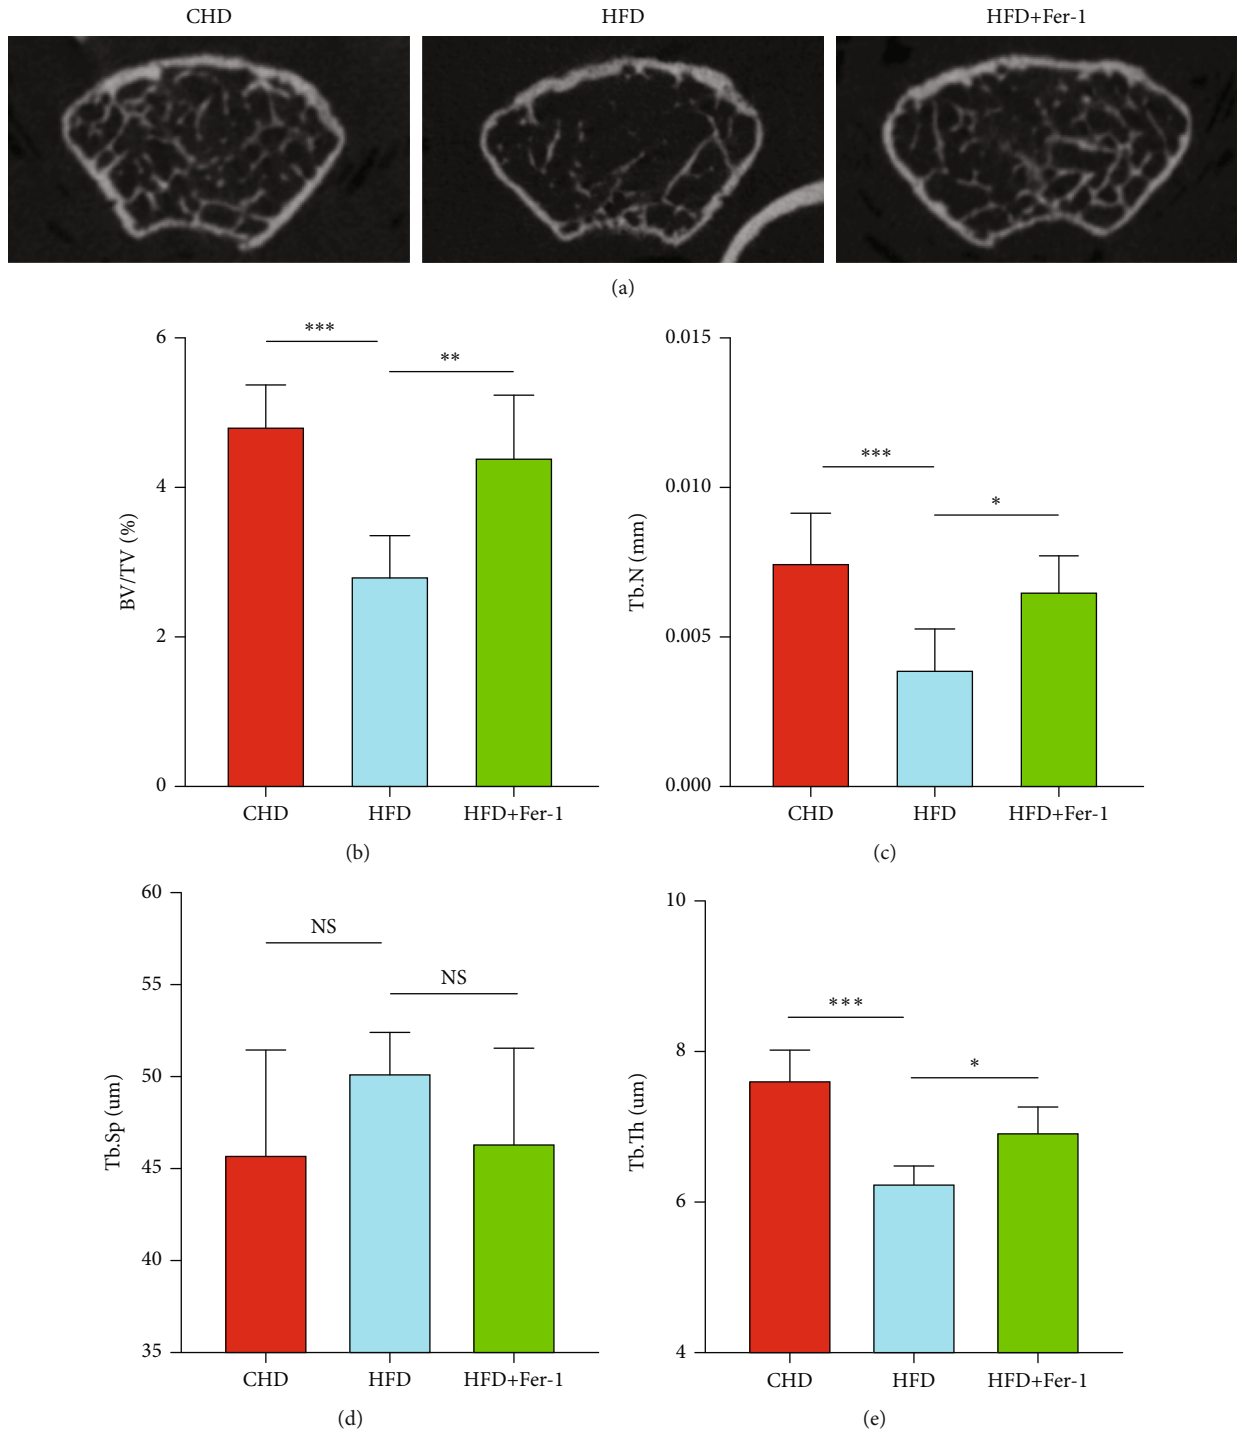 CHD HFD HFD+Fer-1
(a)
6
4
2
0
BV/TV (%)
***
**
CHD HFD HFD+Fer-1
(b)
0.015
0.010
0.005
0.000
Tb.N (mm)
***
*
CHD HFD HFD+Fer-1
(c)
60
55
50
45
40
35
Tb.Sp (um)
NS
NS
CHD HFD HFD+Fer-1
(d)
10
8
6
4
Tb.Th (um)
***
*
CHD HFD HFD+Fer-1
(e)